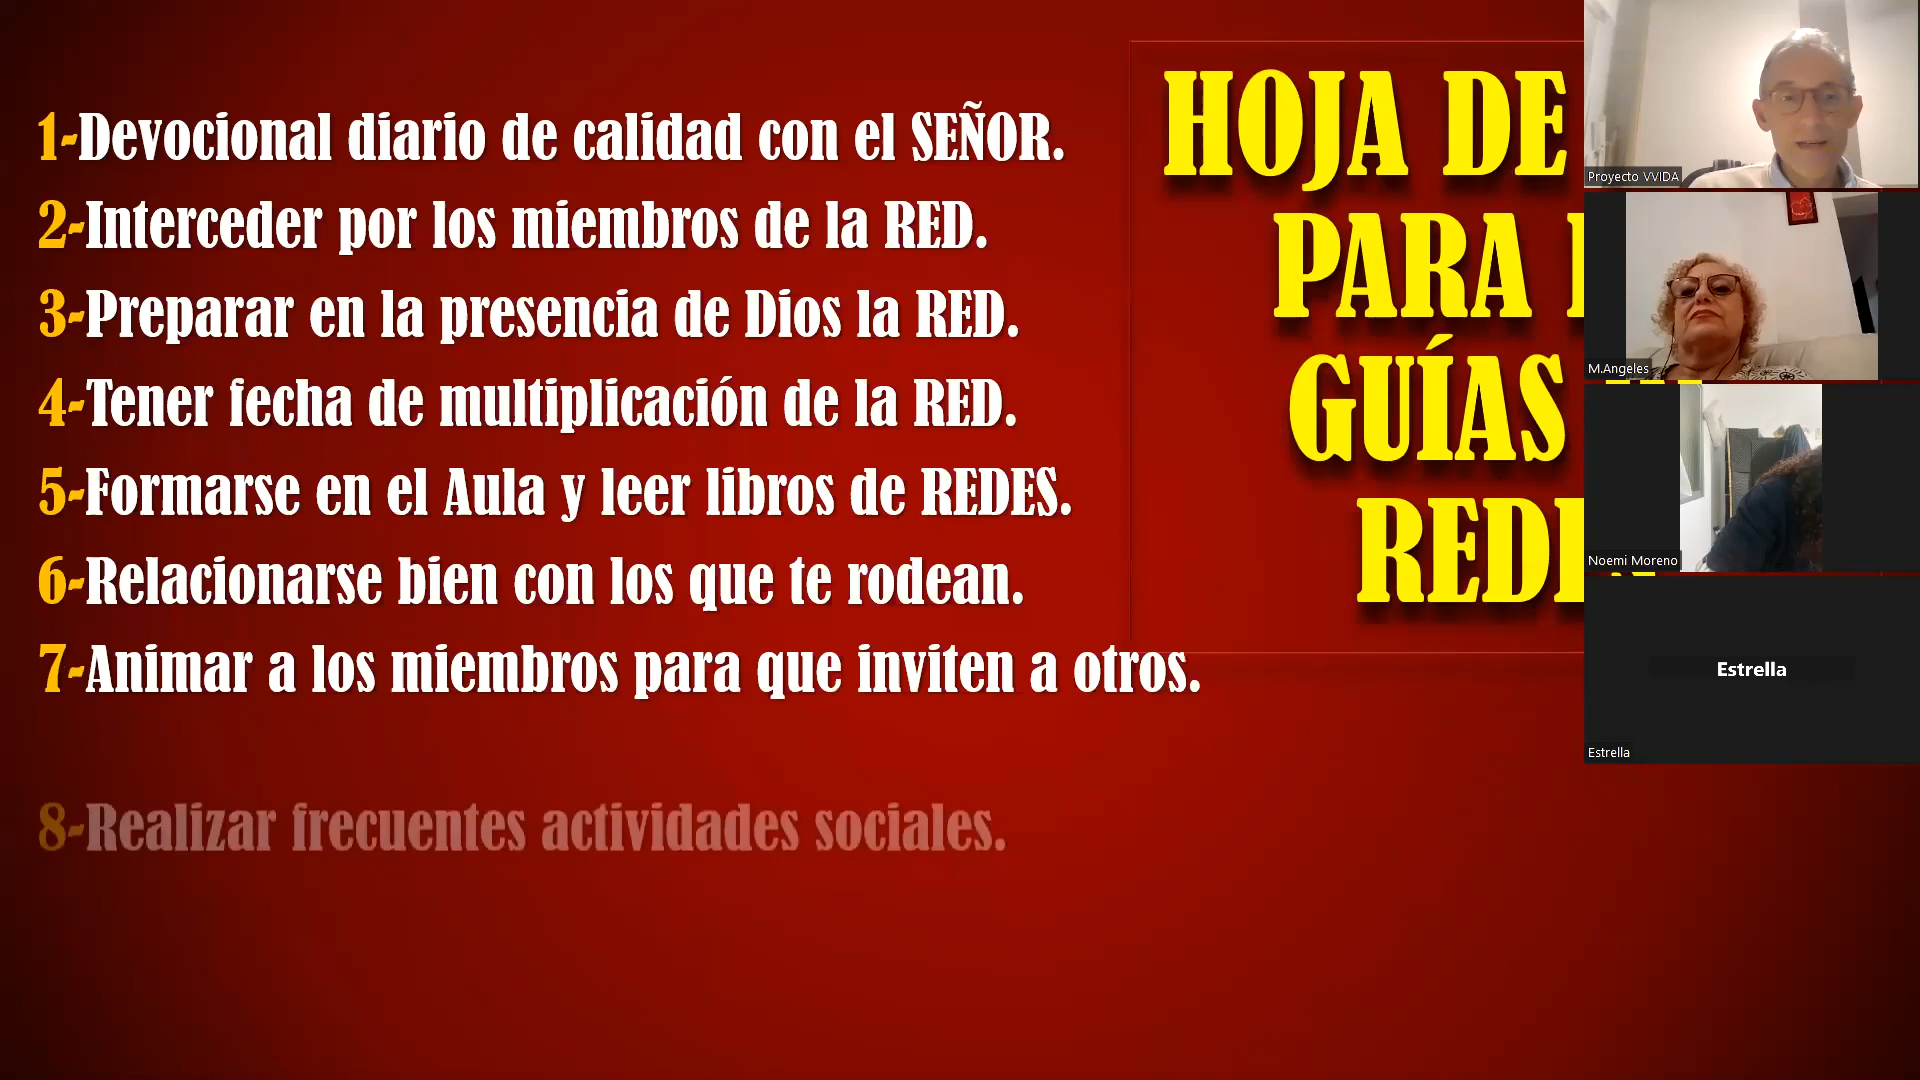 1-Devocional diario de calidad con el SEÑOR.
2-Interceder por los miembros de la RED.
3-Preparar en la presencia de Dios la RED.
4-Tener fecha de multiplicación de la RED.
5-Formarse en el Aula y leer libros de REDES.
6-Relacionarse bien con los que te rodean.
7-Animar a los miembros para que inviten a otros.
8-Realizar frecuentes actividades sociales.
HOJA DE
PARA
GUÍAS
Proyecto VVIDA
M.Angeles
Noemi Moreno
Estrella
Estrella